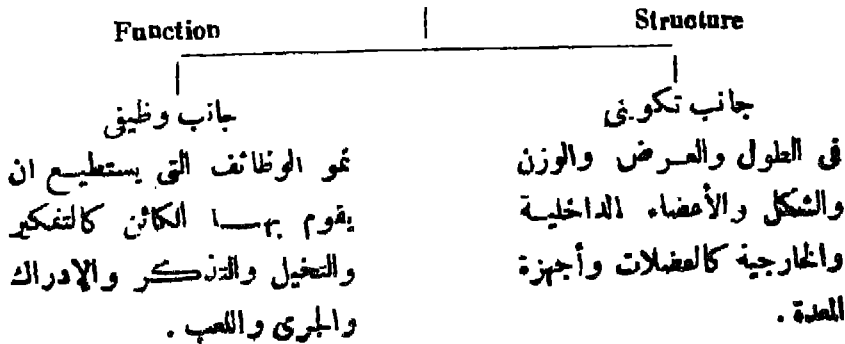 Structure
Function
جانب تكوينى
فى الطول والعرض والوزن
والشكل والأعضاء الداخلية
والخارجية كالعضلات وأجهزة
المعدة .
جانب وظيفى
نمو الوظائف التى يستطيع ان
يقوم بها الكائن كالتفكير
والتخيل والتذكر والإدراك
والجرى واللعب .